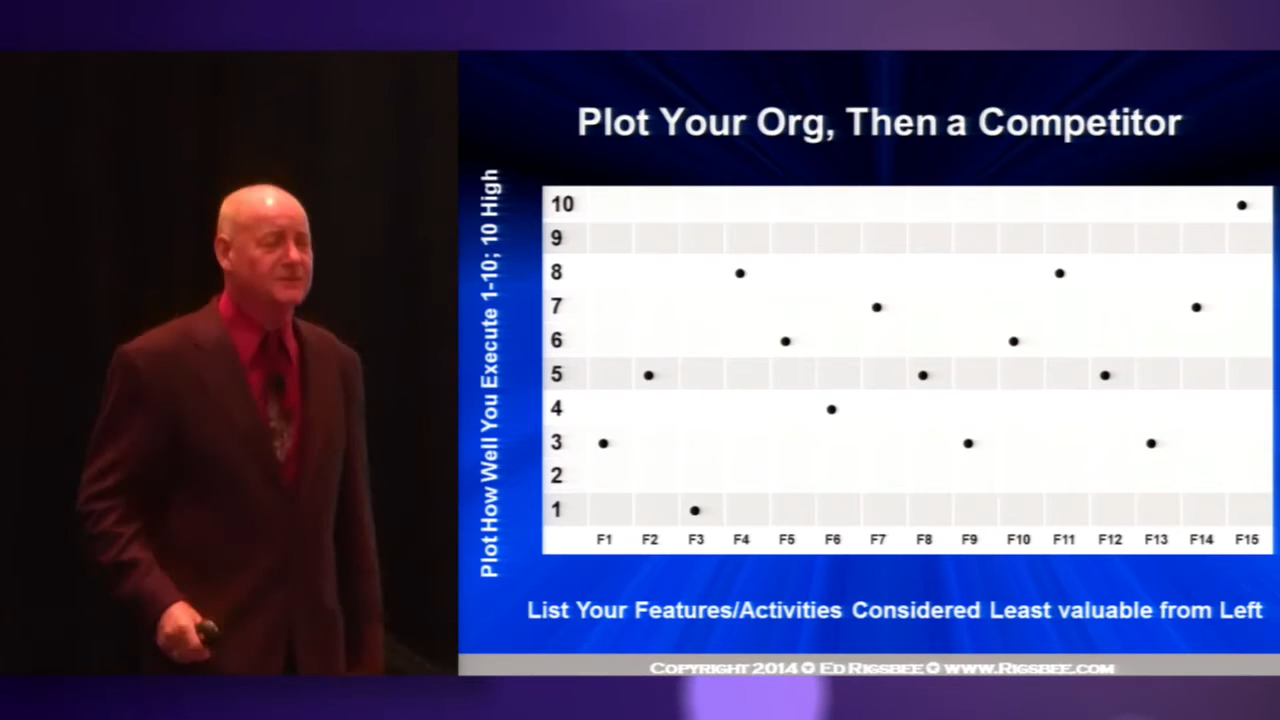 Plot Your Org, Then a Competitor
Plot How Well You Execute 1-10; 10 High
10
9
8
7
6
5
4
3
2
1
F1 F2 F3 F4 F5 F6 F7 F8 F9 F10 F11 F12 F13 F14 F15
List Your Features/Activities Considered Least valuable from Left
Copyright 2014 © Ed Rigsbee © www.Rigsbee.com